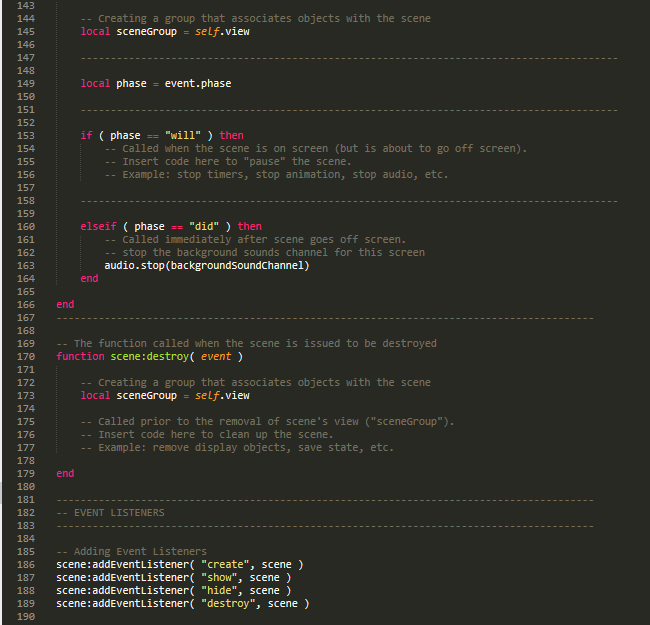 143
144 -- Creating a group that associates objects with the scene
145 local sceneGroup = self.view
146
147 -----------------------------------------------------------------------------------------
148
149 local phase = event.phase
150
151 -----------------------------------------------------------------------------------------
152
153 if ( phase == "will" ) then
154 -- Called when the scene is on screen (but is about to go off screen).
155 -- Insert code here to "pause" the scene.
156 -- Example: stop timers, stop animation, stop audio, etc.
157
158 -----------------------------------------------------------------------------------------
159
160 elseif ( phase == "did" ) then
161 -- Called immediately after scene goes off screen.
162 -- stop the background sounds channel for this screen
163 audio.stop(backgroundSoundChannel)
164 end
165
166 end
167 -----------------------------------------------------------------------------------------
168
169 -- The function called when the scene is issued to be destroyed
170 function scene:destroy( event )
171
172 -- Creating a group that associates objects with the scene
173 local sceneGroup = self.view
174
175 -- Called prior to the removal of scene's view ("sceneGroup").
176 -- Insert code here to clean up the scene.
177 -- Example: remove display objects, save state, etc.
178
179 end
180
181 -----------------------------------------------------------------------------------------
182 -- EVENT LISTENERS
183 -----------------------------------------------------------------------------------------
184
185 -- Adding Event Listeners
186 scene:addEventListener( "create", scene )
187 scene:addEventListener( "show", scene )
188 scene:addEventListener( "hide", scene )
189 scene:addEventListener( "destroy", scene )
190